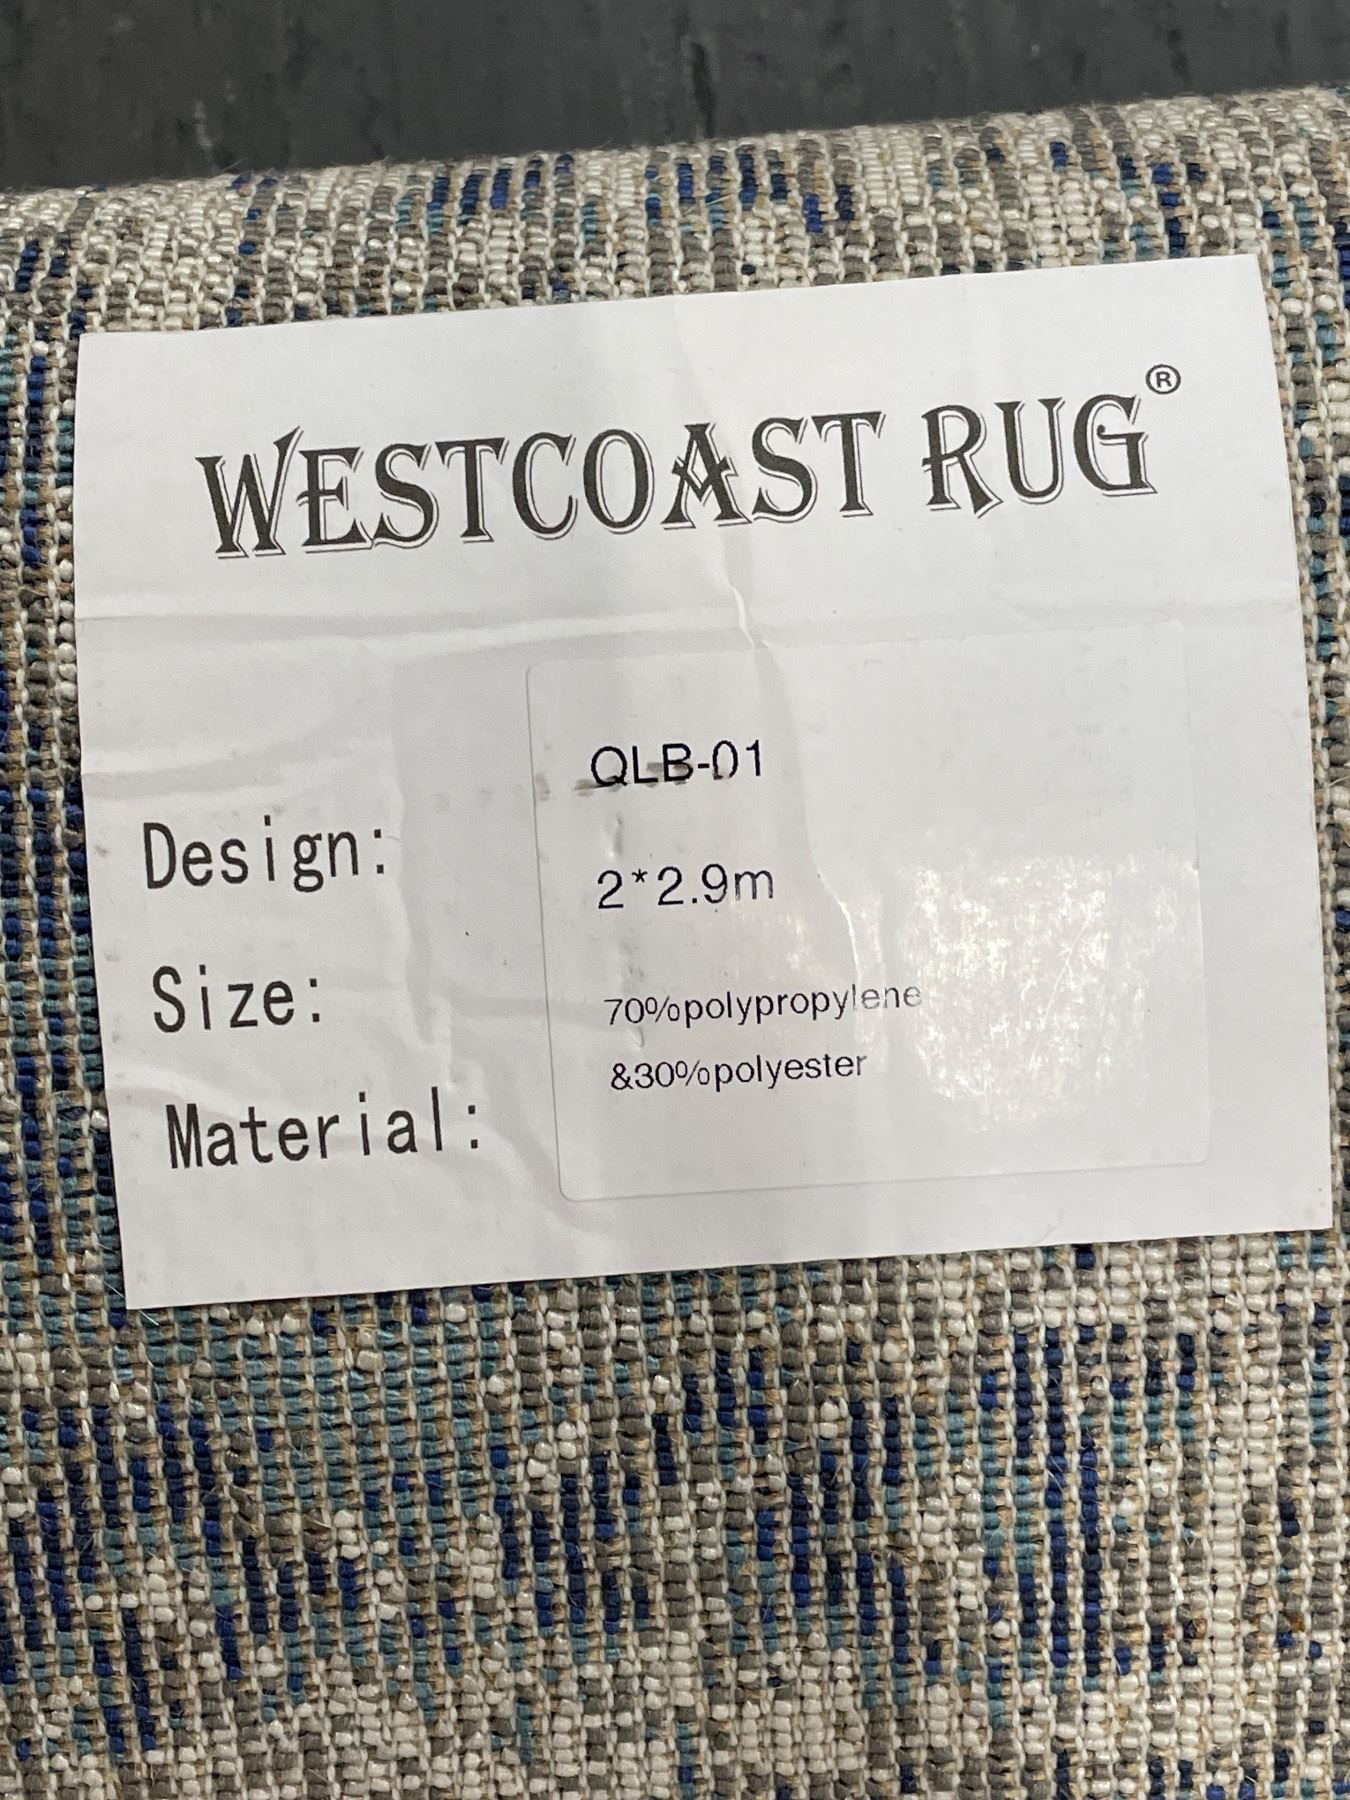 WESTCOAST RUG®
Design: QLB-01
Size: 2*2.9m
Material: 70%polypropylene
&30%polyester